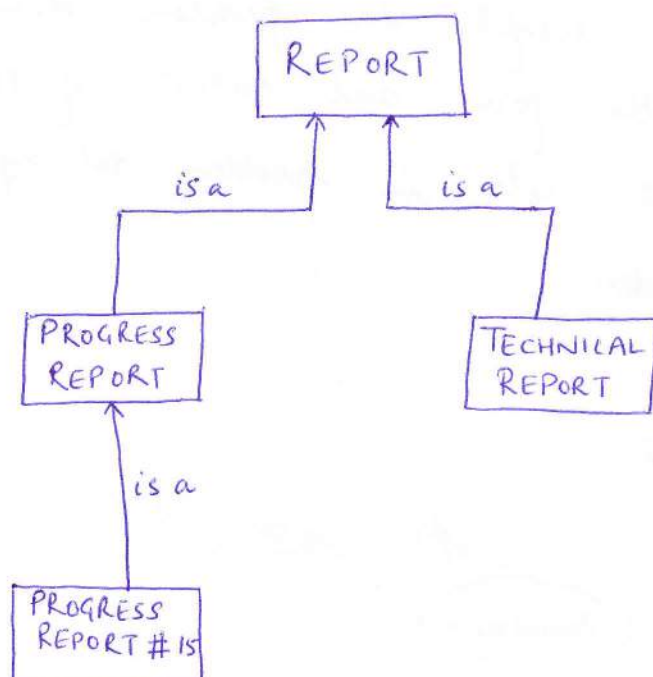 REPORT
is a
is a
PROGRESS
REPORT
TECHNICAL
REPORT
is a
PROGRESS
REPORT #15